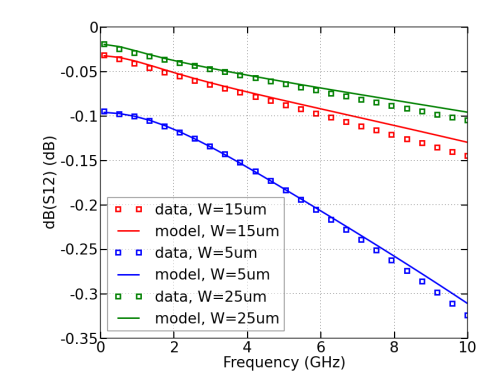 0
-0.05
-0.1
-0.15
-0.2
-0.25
-0.3
-0.35
dB(S12) (dB)
data, W=15um
model, W=15um
data, W=5um
model, W=5um
data, W=25um
model, W=25um
0 2 4 6 8 10
Frequency (GHz)